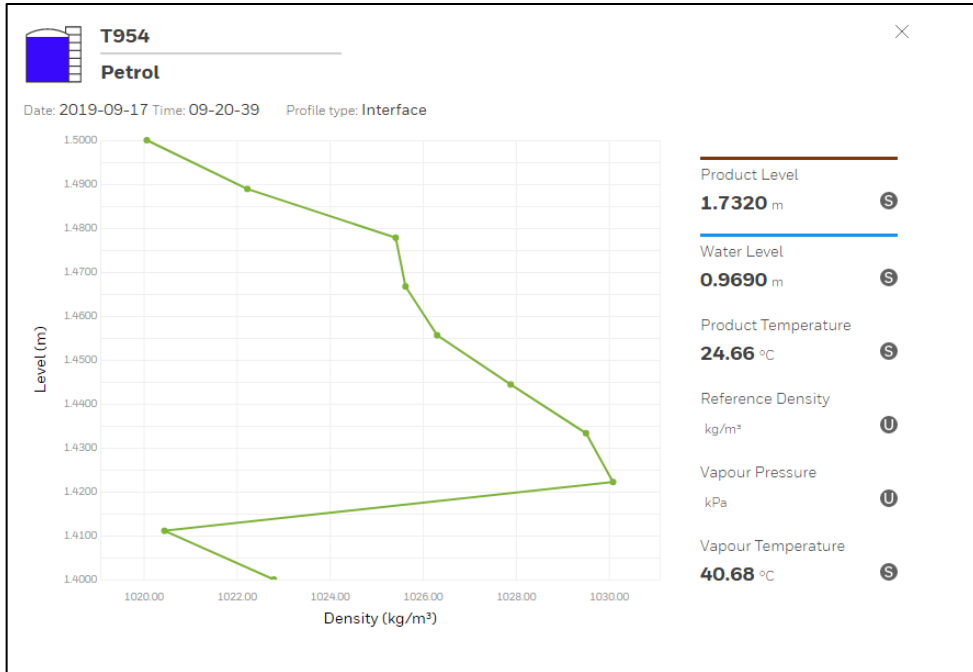 T954
Petrol
Date: 2019-09-17 Time: 09-20-39 Profile type: Interface
1.5000
1.4900
1.4800
1.4700
1.4600
1.4500
1.4400
1.4300
1.4200
1.4100
1.4000
Level (m)
1020.00 1022.00 1024.00 1026.00 1028.00 1030.00
Density (kg/m³)
Product Level
1.7320 m S
Water Level
0.9690 m S
Product Temperature
24.66 °C S
Reference Density
kg/m³ U
Vapour Pressure
kPa U
Vapour Temperature
40.68 °C S